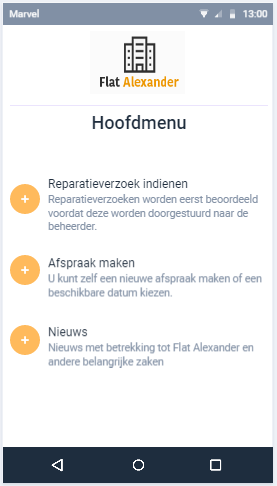 Marvel 13:00
Flat Alexander
Hoofdmenu
Reparatieverzoek indienen
Reparatieverzoeken worden eerst beoordeeld
voordat deze worden doorgestuurd naar de
beheerder.
Afspraak maken
U kunt zelf een nieuwe afspraak maken of een
beschikbare datum kiezen.
Nieuws
Nieuws met betrekking tot Flat Alexander en
andere belangrijke zaken